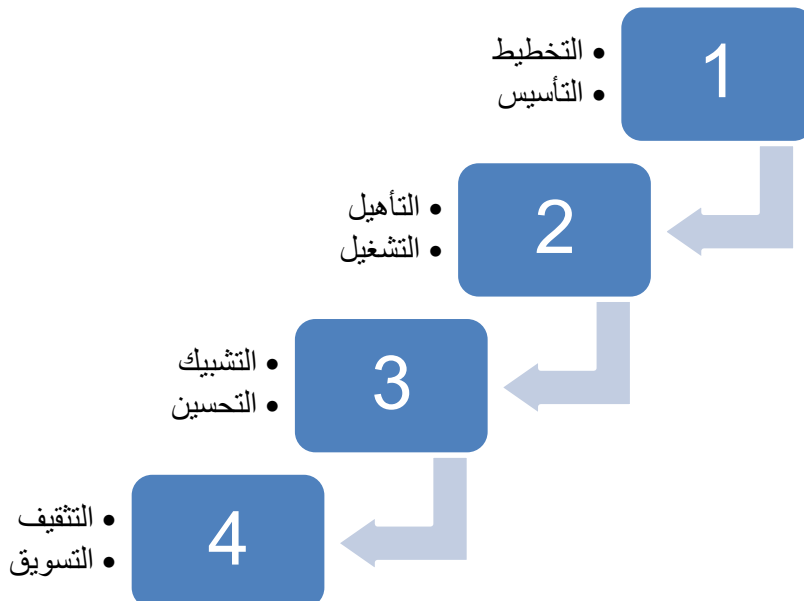 1
• التخطيط
• التأسيس
2
• التأهيل
• التشغيل
3
• التشبيك
• التحسين
4
• التثقيف
• التسويق